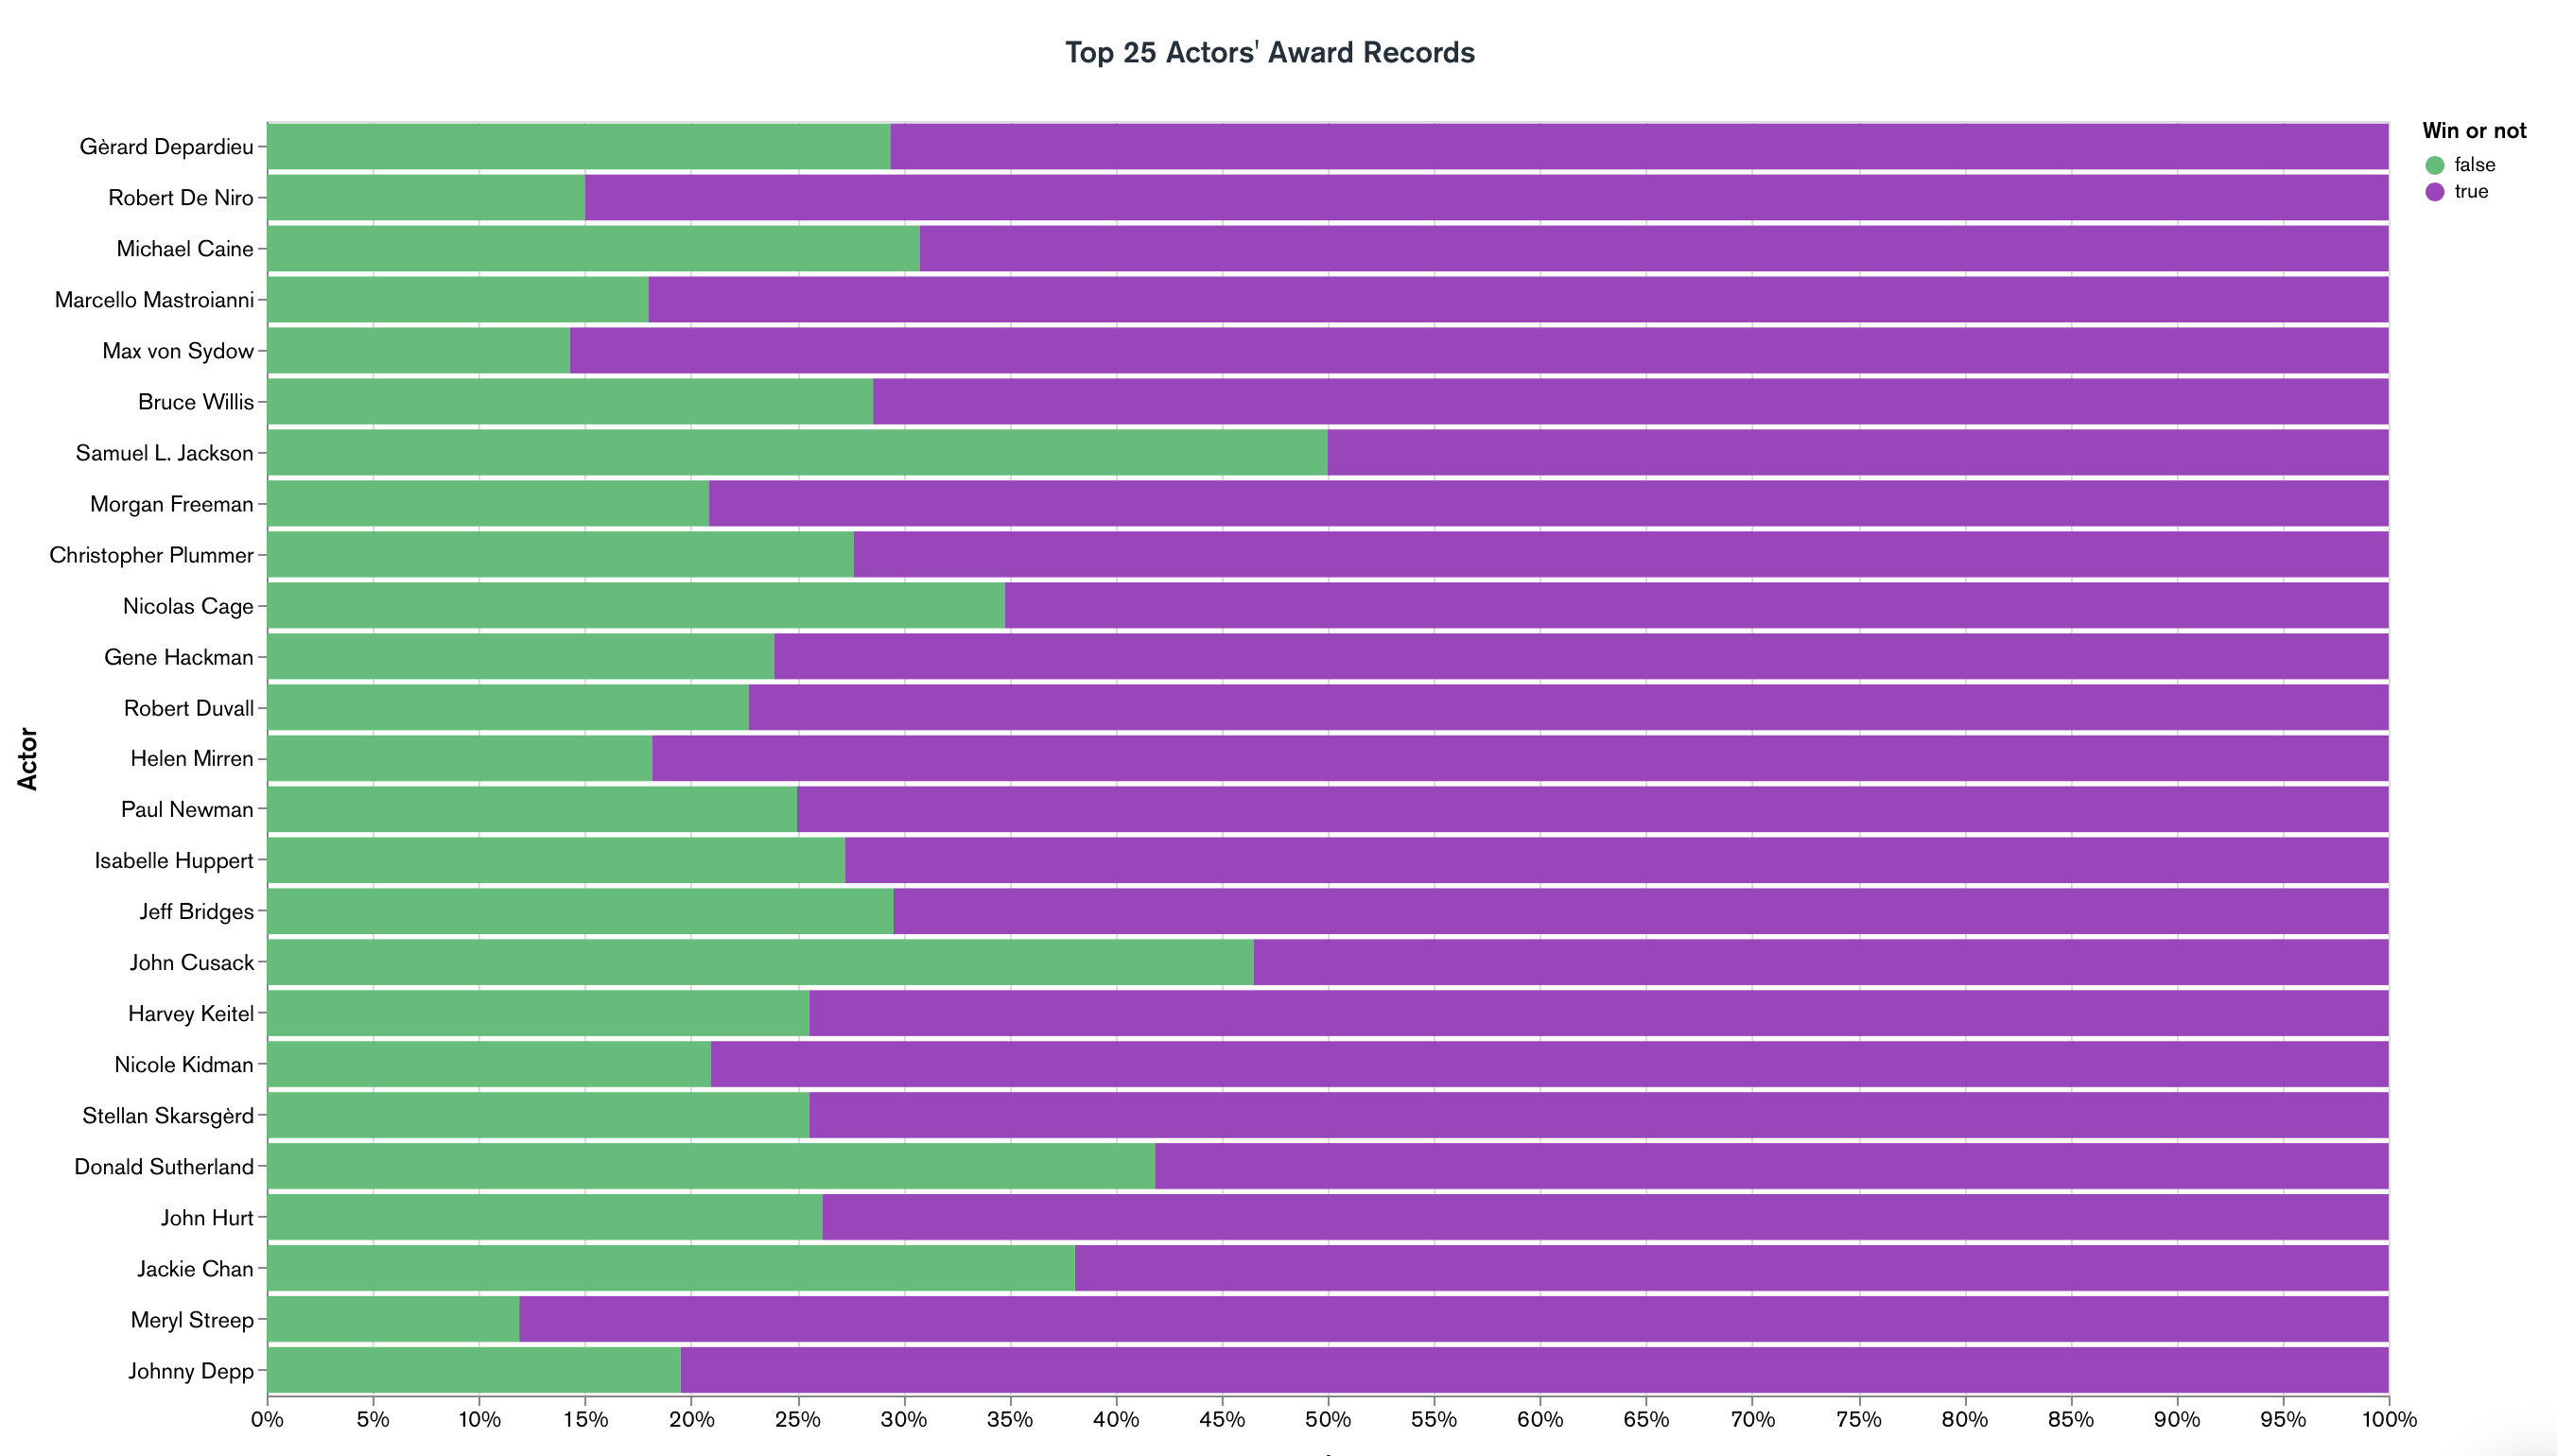 Top 25 Actors' Award Records
Win or not
false
true
Actor
Gèrard Depardieu
Robert De Niro
Michael Caine
Marcello Mastroianni
Max von Sydow
Bruce Willis
Samuel L. Jackson
Morgan Freeman
Christopher Plummer
Nicolas Cage
Gene Hackman
Robert Duvall
Helen Mirren
Paul Newman
Isabelle Huppert
Jeff Bridges
John Cusack
Harvey Keitel
Nicole Kidman
Stellan Skarsgèrd
Donald Sutherland
John Hurt
Jackie Chan
Meryl Streep
Johnny Depp
0% 5% 10% 15% 20% 25% 30% 35% 40% 45% 50% 55% 60% 65% 70% 75% 80% 85% 90% 95% 100%